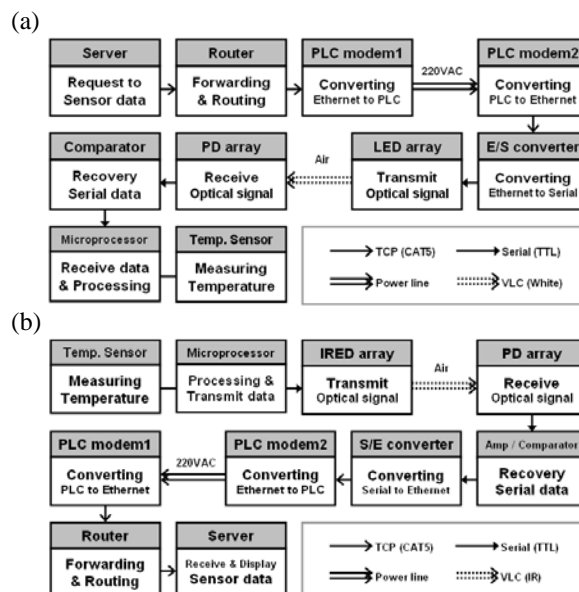 (a)
Server
Request to
Sensor data
Router
Forwarding
& Routing
PLC modem1
Converting
Ethernet to PLC
220VAC
PLC modem2
Converting
PLC to Ethernet
Comparator
Recovery
Serial data
PD array
Receive
Optical signal
Air
LED array
Transmit
Optical signal
E/S converter
Converting
Ethernet to Serial
Microprocessor
Receive data
& Processing
Temp. Sensor
Measuring
Temperature
TCP (CAT5)
Serial (TTL)
Power line
VLC (White)
(b)
Temp. Sensor
Measuring
Temperature
Microprocessor
Processing &
Transmit data
IRED array
Transmit
Optical signal
Air
PD array
Receive
Optical signal
PLC modem1
Converting
PLC to Ethernet
220VAC
PLC modem2
Converting
Ethernet to PLC
S/E converter
Converting
Serial to Ethernet
Amp / Comparator
Recovery
Serial data
Router
Forwarding
& Routing
Server
Receive & Display
Sensor data
TCP (CAT5)
Serial (TTL)
Power line
VLC (IR)